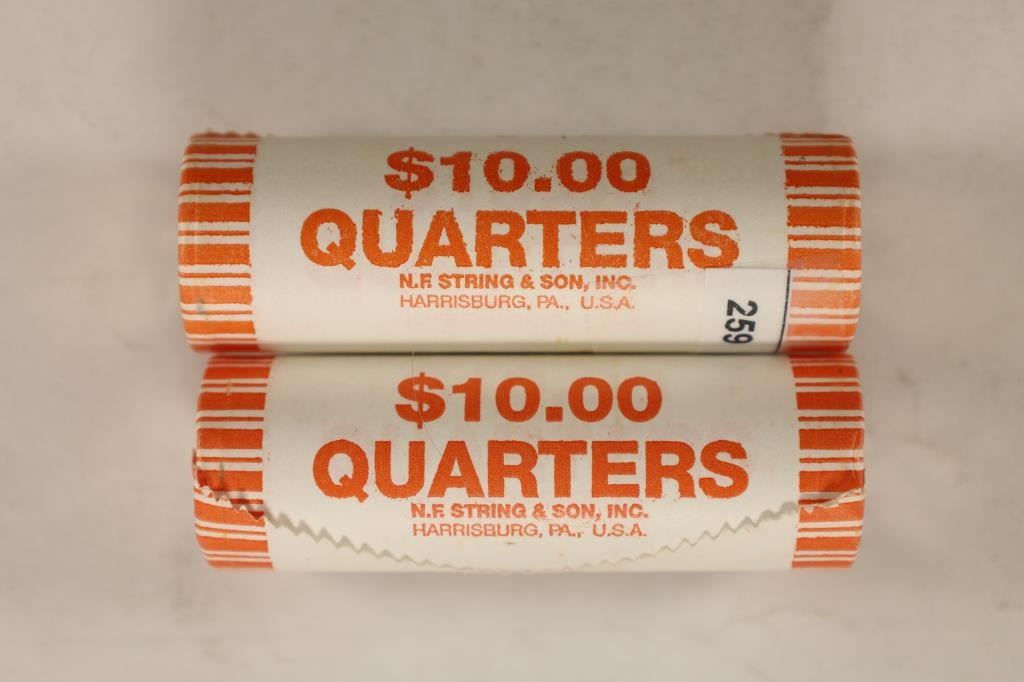 $10.00
QUARTERS
N.F. STRING & SON, INC.
HARRISBURG, PA., U.S.A.
259
$10.00
QUARTERS
N.F. STRING & SON, INC.
HARRISBURG, PA., U.S.A.